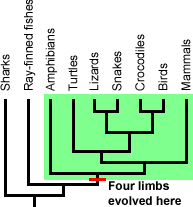 Sharks
Ray-finned fishes
Amphibians
Turtles
Lizards
Snakes
Crocodiles
Birds
Mammals
Four limbs
evolved here